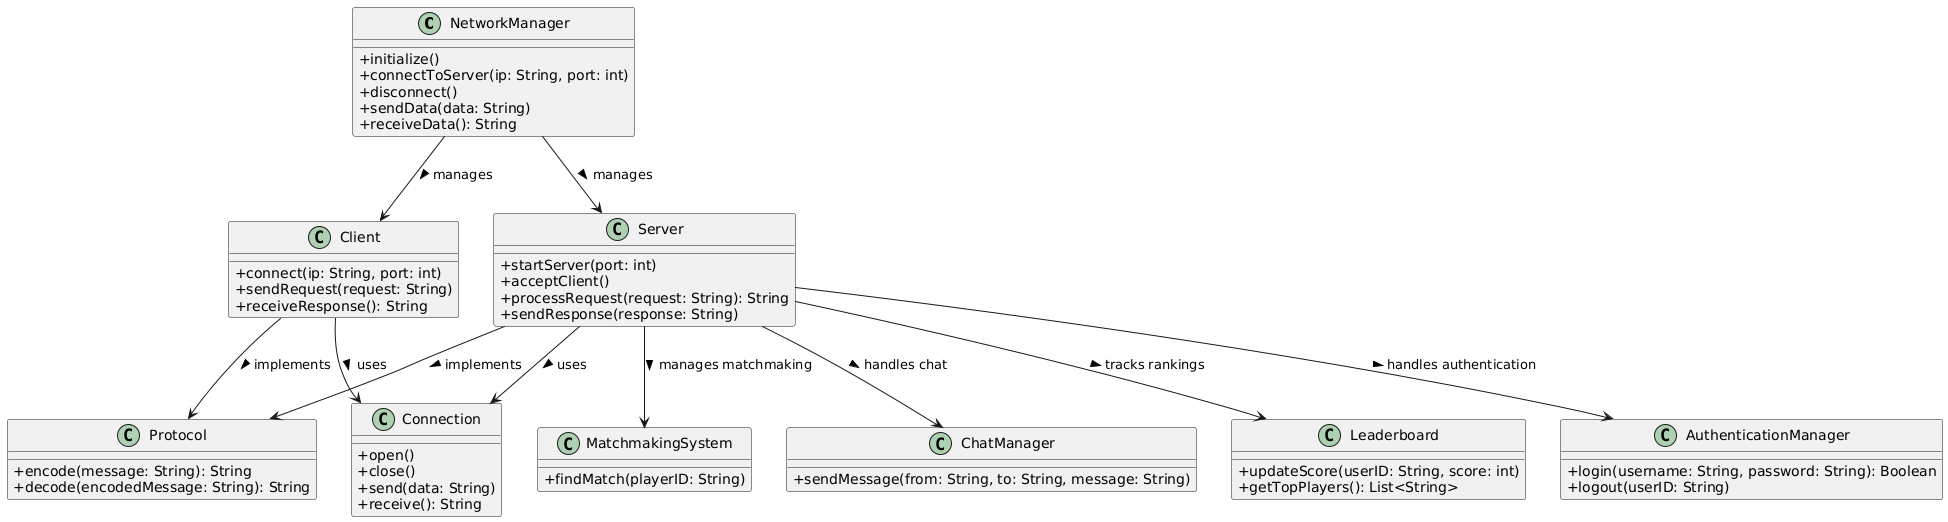 C NetworkManager
+initialize()
+connectToServer(ip: String, port: int)
+disconnect()
+sendData(data: String)
+receiveData(): String
manages
manages
C Client
+connect(ip: String, port: int)
+sendRequest(request: String)
+receiveResponse(): String
C Server
+startServer(port: int)
+acceptClient()
+processRequest(request: String): String
+sendResponse(response: String)
implements
uses
implements
uses
manages matchmaking
handles chat
tracks rankings
handles authentication
C Protocol
+encode(message: String): String
+decode(encodedMessage: String): String
C Connection
+open()
+close()
+send(data: String)
+receive(): String
C MatchmakingSystem
+findMatch(playerID: String)
C ChatManager
+sendMessage(from: String, to: String, message: String)
C Leaderboard
+updateScore(userID: String, score: int)
+getTopPlayers(): List<String>
C AuthenticationManager
+login(username: String, password: String): Boolean
+logout(userID: String)